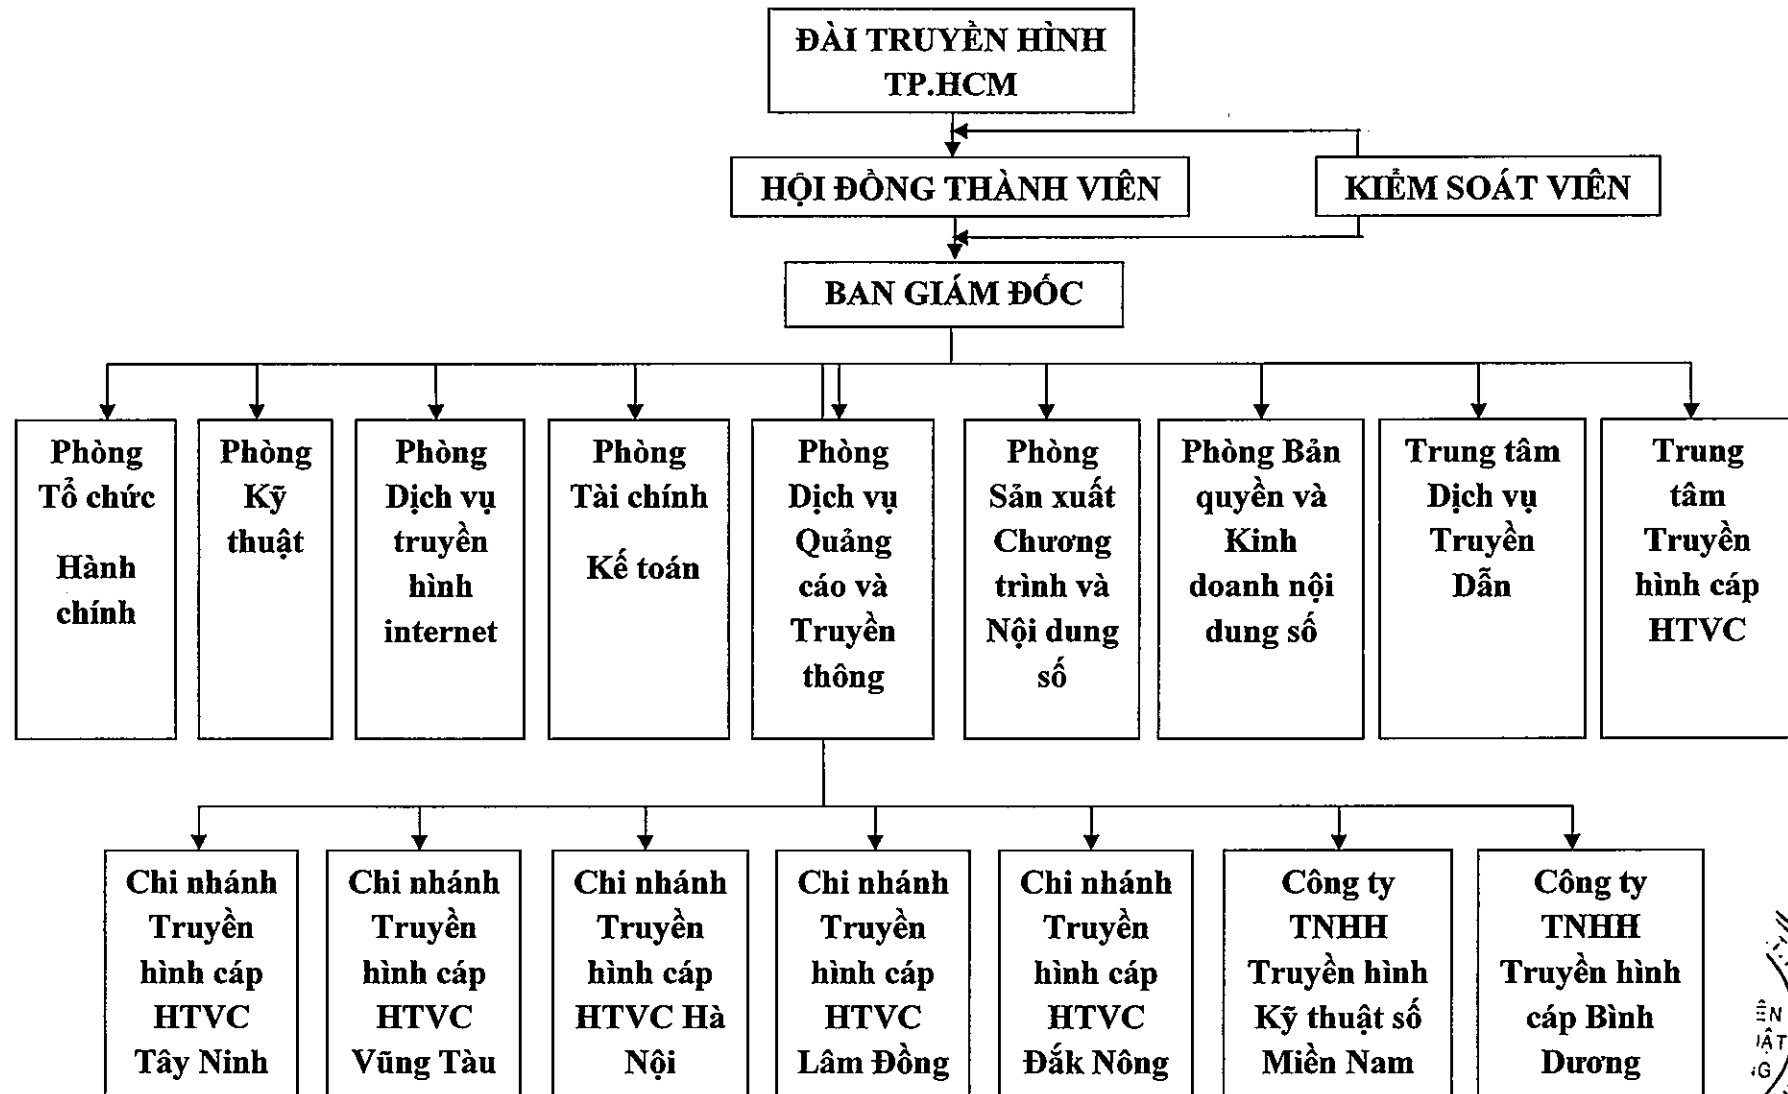 ĐÀI TRUYỀN HÌNH
TP.HCM
HỘI ĐỒNG THÀNH VIÊN
KIỂM SOÁT VIÊN
BAN GIÁM ĐỐC
Phòng
Tổ chức
Hành
chính
Phòng
Kỹ
thuật
Phòng
Dịch vụ
truyền
hình
internet
Phòng
Tài chính
Kế toán
Phòng
Dịch vụ
Quảng
cáo và
Truyền
thông
Phòng
Sản xuất
Chương
trình và
Nội dung
số
Phòng Bản
quyền và
Kinh
doanh nội
dung số
Trung tâm
Dịch vụ
Truyền
Dẫn
Trung
tâm
Truyền
hình cáp
HTVC
Chi nhánh
Truyền
hình cáp
HTVC
Tây Ninh
Chi nhánh
Truyền
hình cáp
HTVC
Vũng Tàu
Chi nhánh
Truyền
hình cáp
HTVC Hà
Nội
Chi nhánh
Truyền
hình cáp
HTVC
Lâm Đồng
Chi nhánh
Truyền
hình cáp
HTVC
Đắk Nông
Công ty
TNHH
Truyền hình
Kỹ thuật số
Miền Nam
Công ty
TNHH
Truyền hình
cáp Bình
Dương